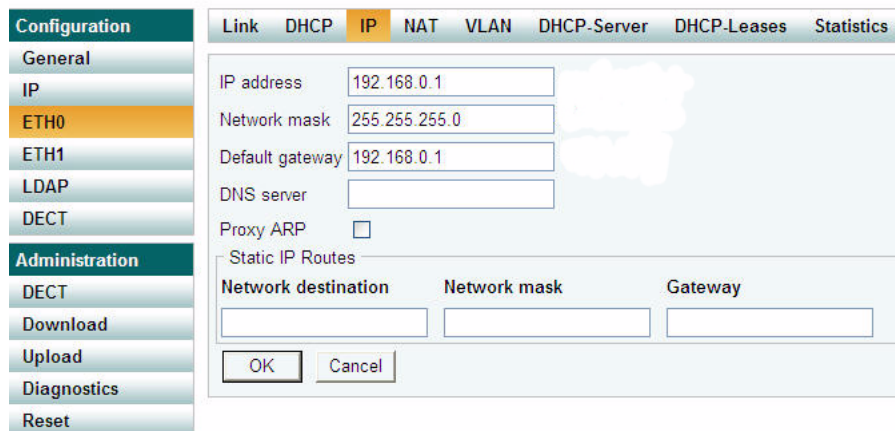 Configuration
General
IP
ETH0
ETH1
LDAP
DECT
Administration
DECT
Download
Upload
Diagnostics
Reset
Link DHCP IP NAT VLAN DHCP-Server DHCP-Leases Statistics
IP address 192.168.0.1
Network mask 255.255.255.0
Default gateway 192.168.0.1
DNS server
Proxy ARP
Static IP Routes
Network destination Network mask Gateway
OK Cancel